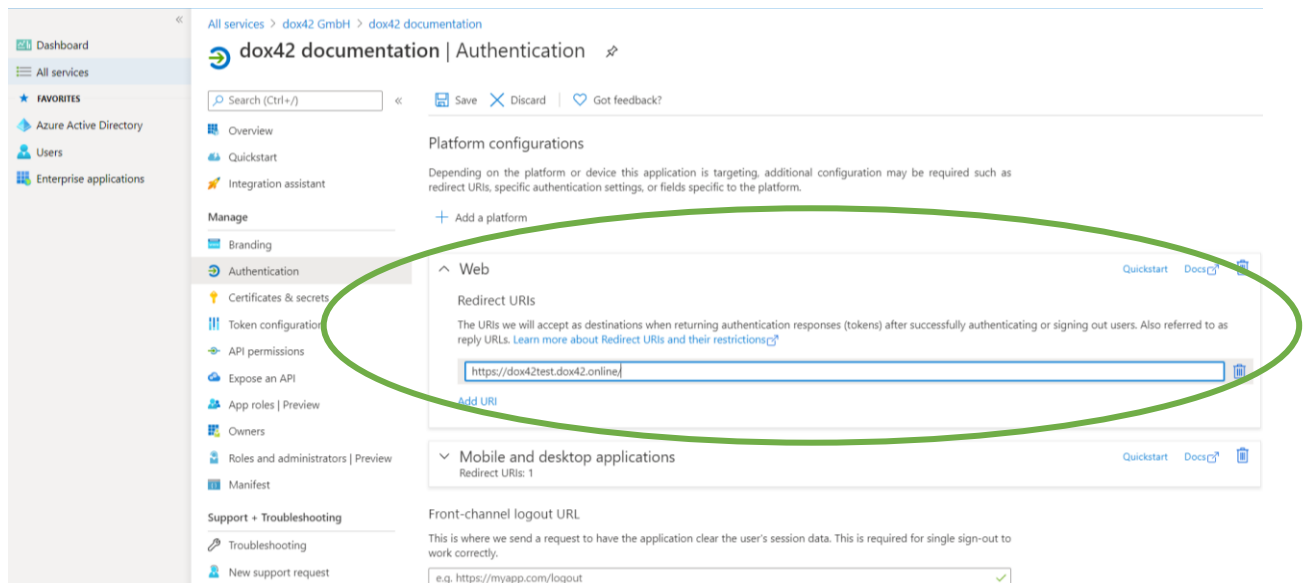 «
Dashboard
All services
FAVORITES
Azure Active Directory
Users
Enterprise applications
All services > dox42 GmbH > dox42 documentation
dox42 documentation | Authentication
Search (Ctrl+/)
«
Overview
Quickstart
Integration assistant
Manage
Branding
Authentication
Certificates & secrets
Token configuration
API permissions
Expose an API
App roles | Preview
Owners
Roles and administrators | Preview
Manifest
Support + Troubleshooting
Troubleshooting
New support request
Save Discard Got feedback?
Platform configurations
Depending on the platform or device this application is targeting, additional configuration may be required such as
redirect URIs, specific authentication settings, or fields specific to the platform.
Add a platform
Web Quickstart Docs
Redirect URIs
The URIs we will accept as destinations when returning authentication responses (tokens) after successfully authenticating or signing out users. Also referred to as
reply URLs. Learn more about Redirect URIs and their restrictions
https://dox42test.dox42.online/
Add URI
Mobile and desktop applications Quickstart Docs
Redirect URIs: 1
Front-channel logout URL
This is where we send a request to have the application clear the user's session data. This is required for single sign-out to
work correctly.
e.g. https://myapp.com/logout